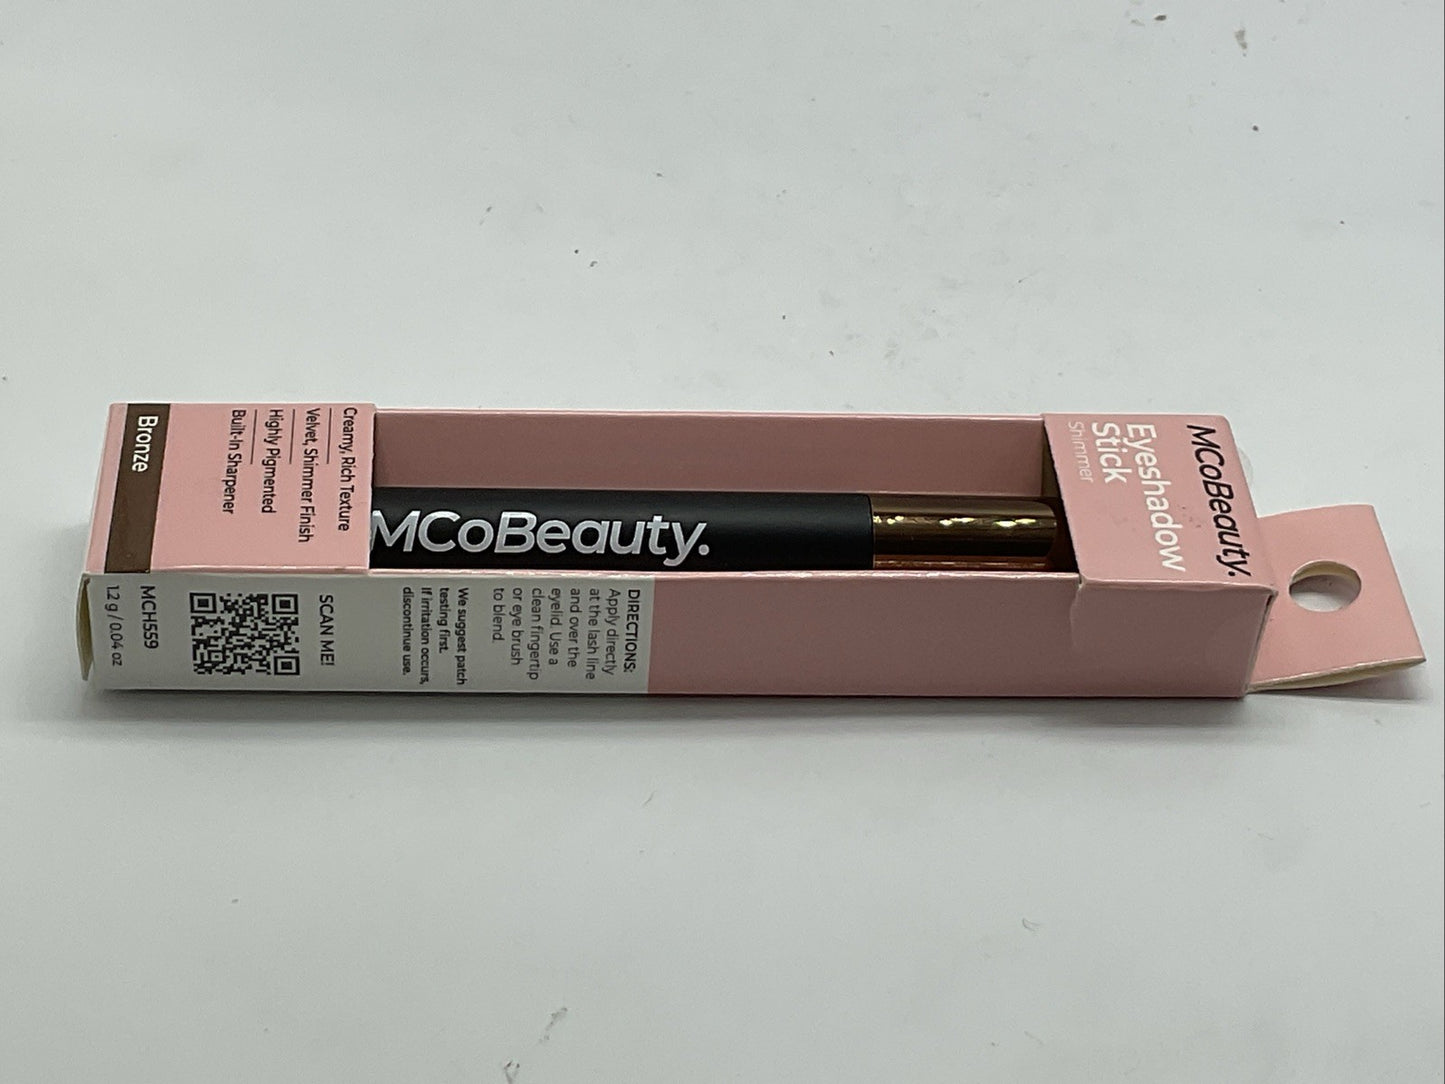 MCoBeauty.
Eyeshadow
Stick
Shimmer
MCoBeauty.
Creamy, Rich Texture
Velvet, Shimmer Finish
Highly Pigmented
Built-In Sharpener
Bronze
DIRECTIONS:
Apply directly
at the lash line
and over the
eyelid. Use a
clean fingertip
or eye brush
to blend.
We suggest patch
testing first.
If irritation occurs,
discontinue use.
SCAN ME!
MCH559
1.2 g / 0.04 oz